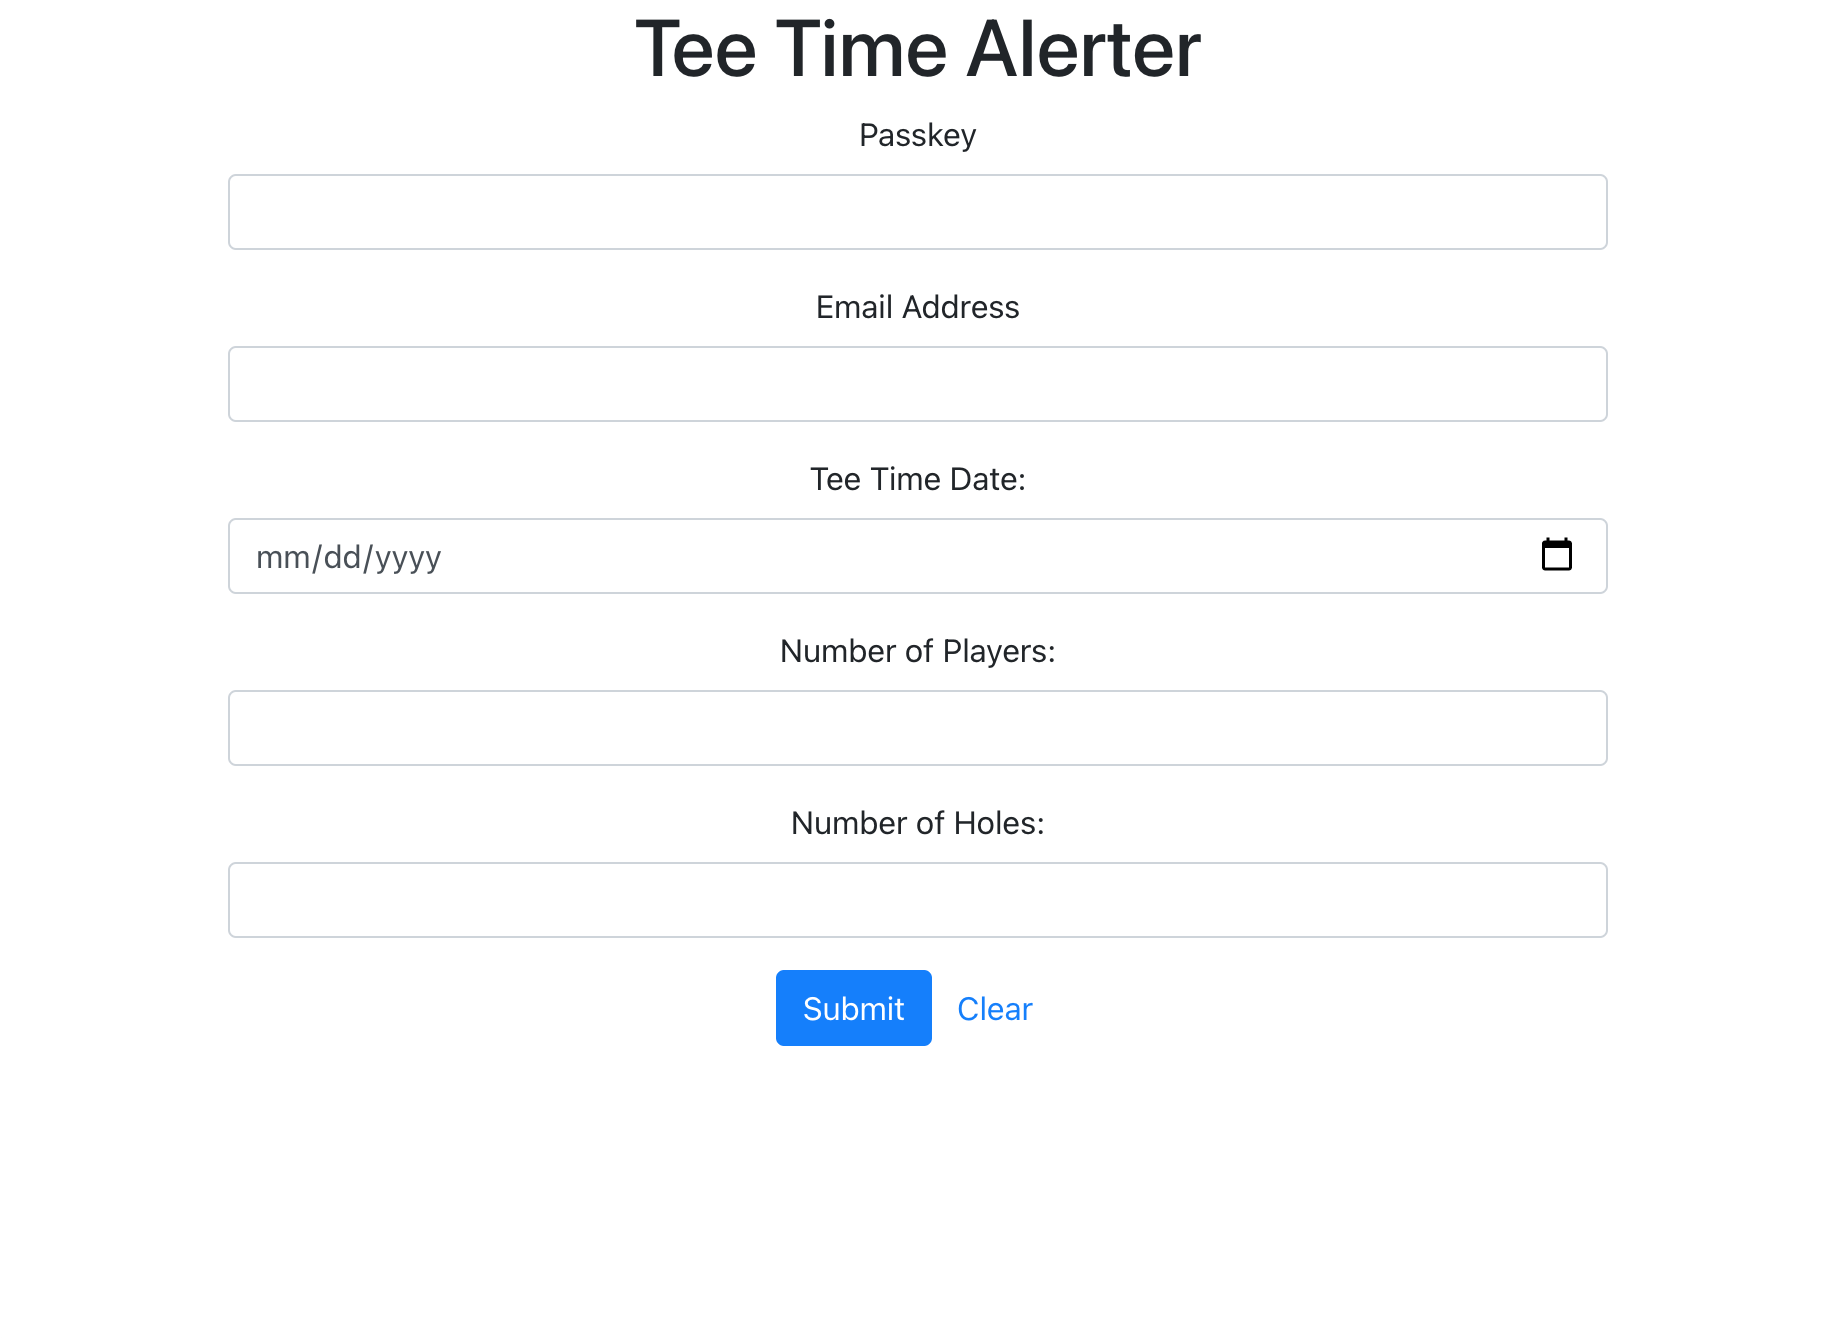 Tee Time Alerter
Passkey
Email Address
Tee Time Date:
mm/dd/yyyy
Number of Players:
Number of Holes:
Submit Clear